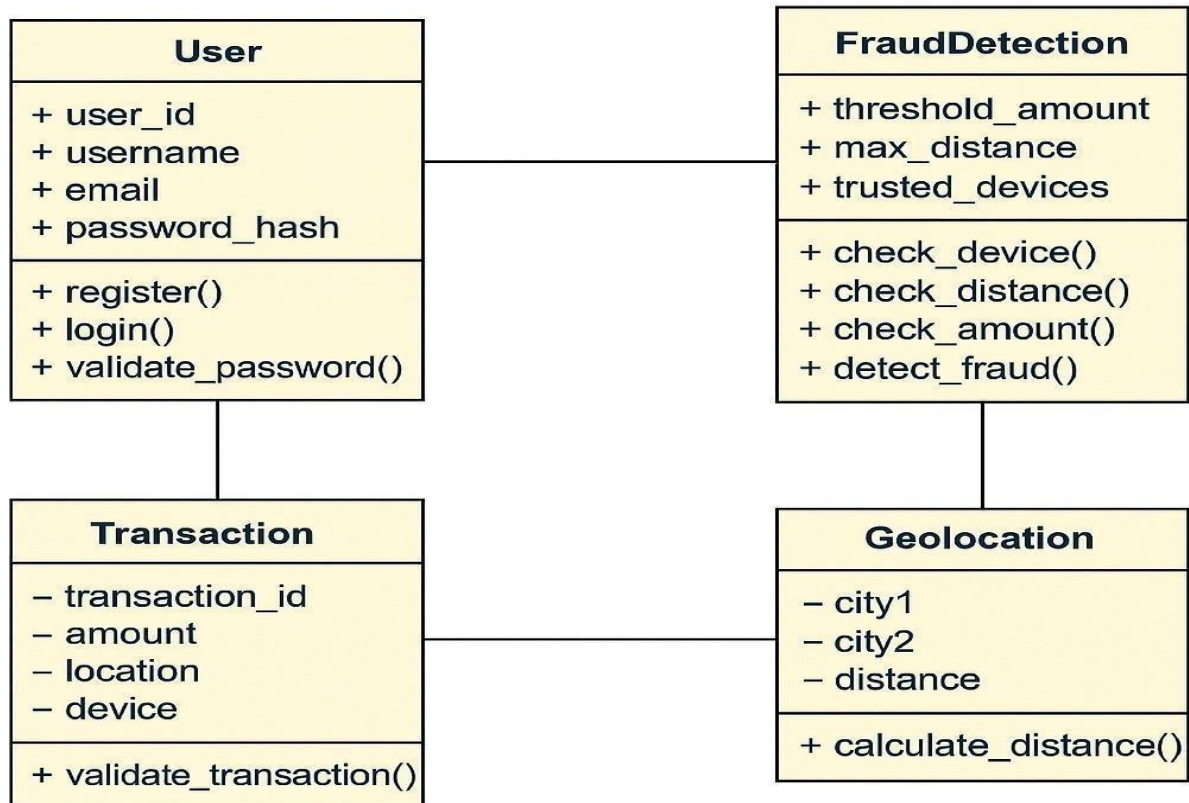 User
+ user_id
+ username
+ email
+ password_hash
+ register()
+ login()
+ validate_password()
FraudDetection
+ threshold_amount
+ max_distance
+ trusted_devices
+ check_device()
+ check_distance()
+ check_amount()
+ detect_fraud()
Transaction
– transaction_id
– amount
– location
– device
+ validate_transaction()
Geolocation
– city1
– city2
– distance
+ calculate_distance()